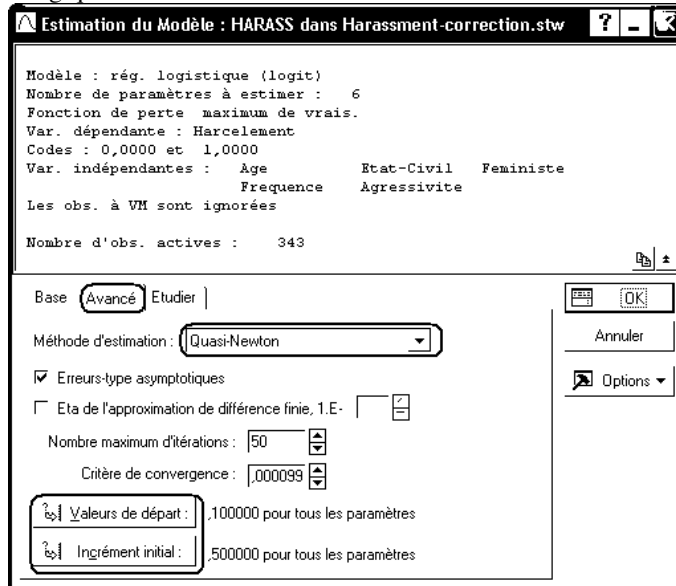 Estimation du Modèle : HARASS dans Harassment-correction.stw
Modèle : rég. logistique (logit)
Nombre de paramètres à estimer : 6
Fonction de perte maximum de vrais.
Var. dépendante : Harcelement
Codes : 0,0000 et 1,0000
Var. indépendantes : Age Etat-Civil Feministe
Frequence Agressivite
Les obs. à VM sont ignorées
Nombre d'obs. actives : 343
Base Avancé Etudier
OK
Méthode d'estimation : Quasi-Newton
Annuler
Erreurs-type asymptotiques
Options
Eta de l'approximation de différence finie, 1.E-
Nombre maximum d'itérations : 50
Critère de convergence : ,000099
Valeurs de départ : ,100000 pour tous les paramètres
Incrément initial : ,500000 pour tous les paramètres